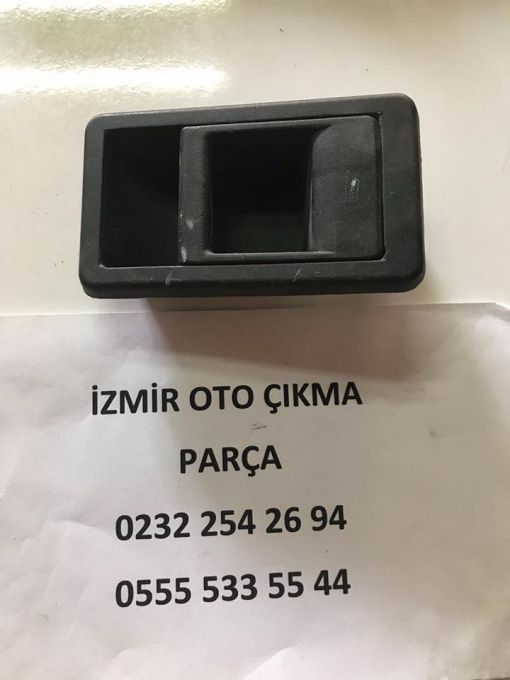 İZMİR OTO ÇIKMA
PARÇA
0232 254 26 94
0555 533 55 44